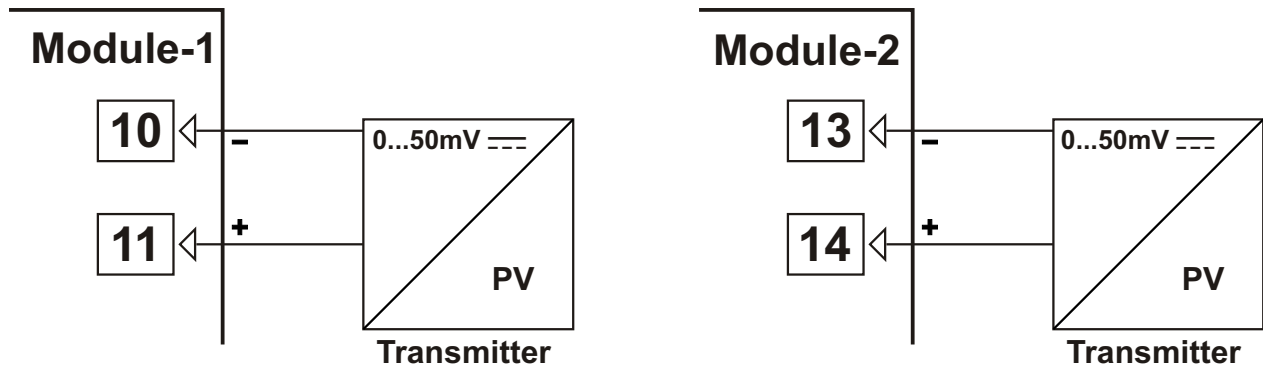 Module-1
10
-
0...50mV
11
+
PV
Transmitter
Module-2
13
-
0...50mV
14
+
PV
Transmitter